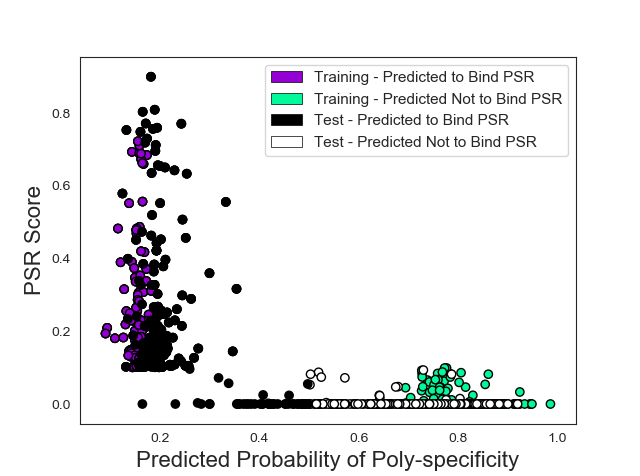 Training - Predicted to Bind PSR
Training - Predicted Not to Bind PSR
Test - Predicted to Bind PSR
Test - Predicted Not to Bind PSR
PSR Score
0.8
0.6
0.4
0.2
0.0
0.2 0.4 0.6 0.8 1.0
Predicted Probability of Poly-specificity